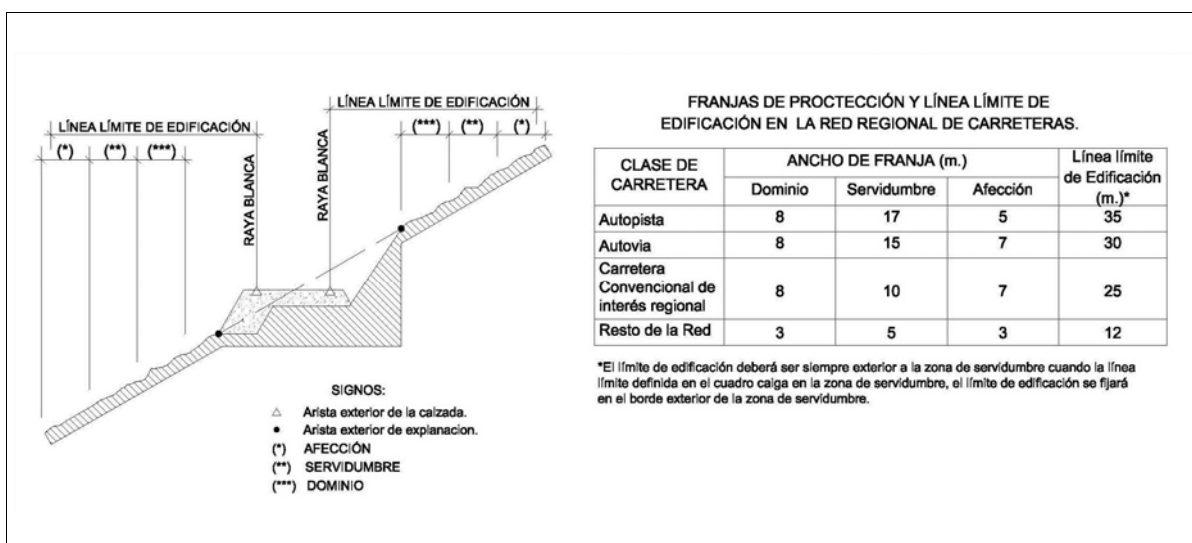 LÍNEA LÍMITE DE EDIFICACIÓN
(***) (**) (*)
LÍNEA LÍMITE DE EDIFICACIÓN
(*) (**) (***)
RAYA BLANCA
RAYA BLANCA
SIGNOS:
△ Arista exterior de la calzada.
● Arista exterior de explanacion.
(*) AFECCIÓN
(**) SERVIDUMBRE
(***) DOMINIO
FRANJAS DE PROCTECCIÓN Y LÍNEA LÍMITE DE
EDIFICACIÓN EN LA RED REGIONAL DE CARRETERAS.
CLASE DE CARRETERA ANCHO DE FRANJA (m.) Línea límite de Edificación (m.)*
Dominio Servidumbre Afección
Autopista 8 17 5 35
Autovia 8 15 7 30
Carretera Convencional de interés regional 8 10 7 25
Resto de la Red 3 5 3 12
*El límite de edificación deberá ser siempre exterior a la zona de servidumbre cuando la línea
límite definida en el cuadro caiga en la zona de servidumbre, el límite de edificación se fijará
en el borde exterior de la zona de servidumbre.